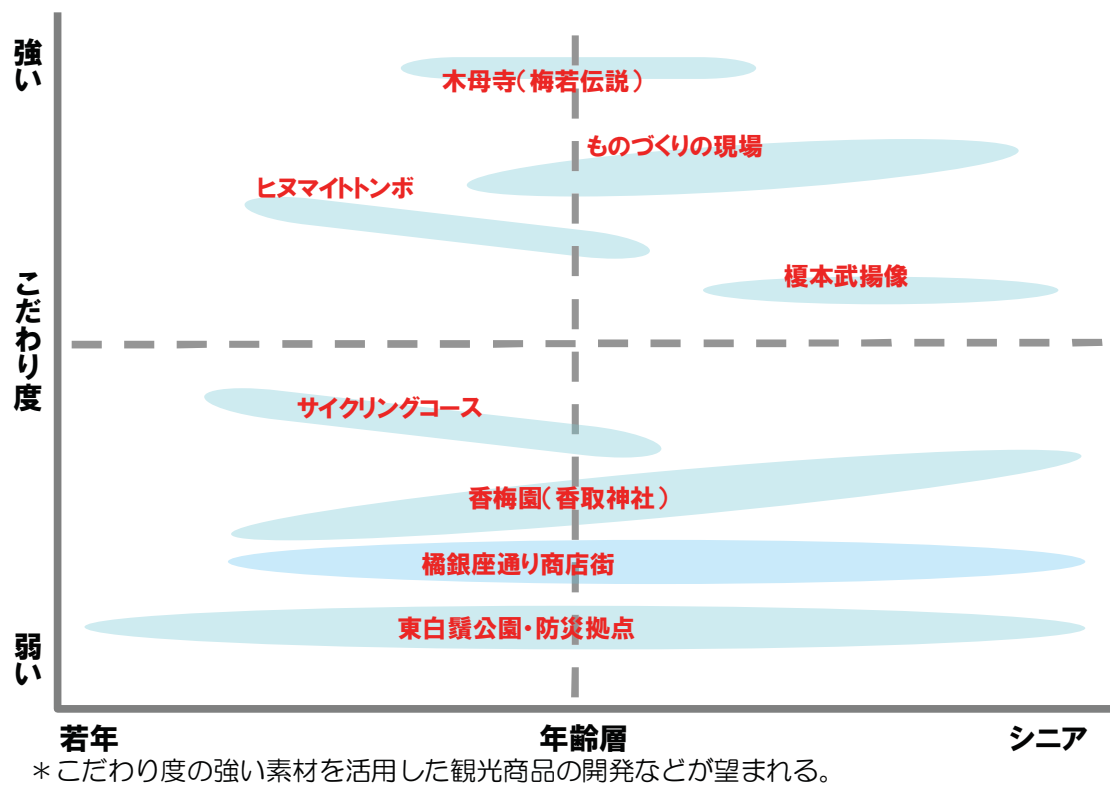 強い
木母寺(梅若伝説)
ものづくりの現場
ヒヌマイトトンボ
榎本武揚像
こだわり度
サイクリングコース
香梅園(香取神社)
橘銀座通り商店街
東白鬚公園・防災拠点
弱い
若年
年齢層
シニア
＊こだわり度の強い素材を活用した観光商品の開発などが望まれる。